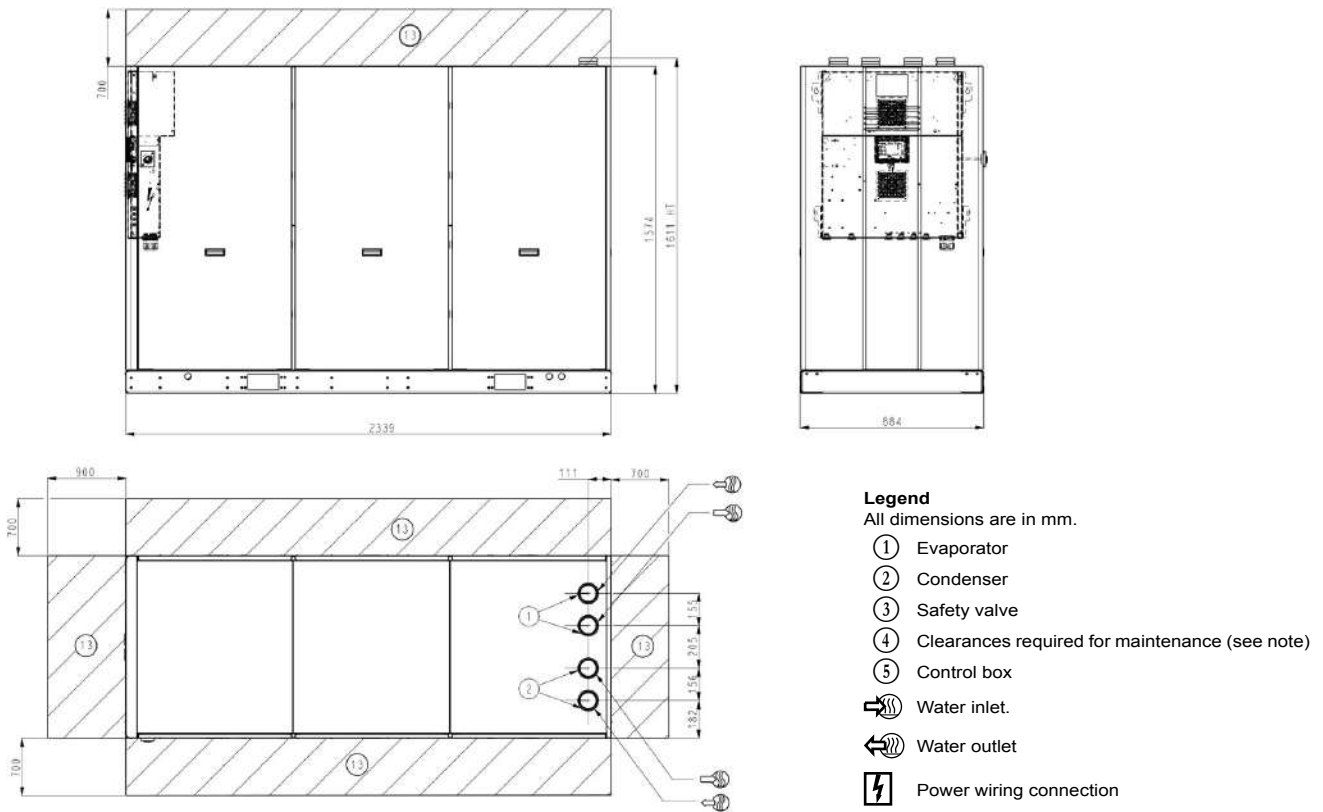 13
700
1574
1611 HT
2339
884
900
111
700
700
13
1
155
13
13
205
2
156
182
700
13
Legend
All dimensions are in mm.
1 Evaporator
2 Condenser
3 Safety valve
4 Clearances required for maintenance (see note)
5 Control box
Water inlet.
Water outlet
Power wiring connection